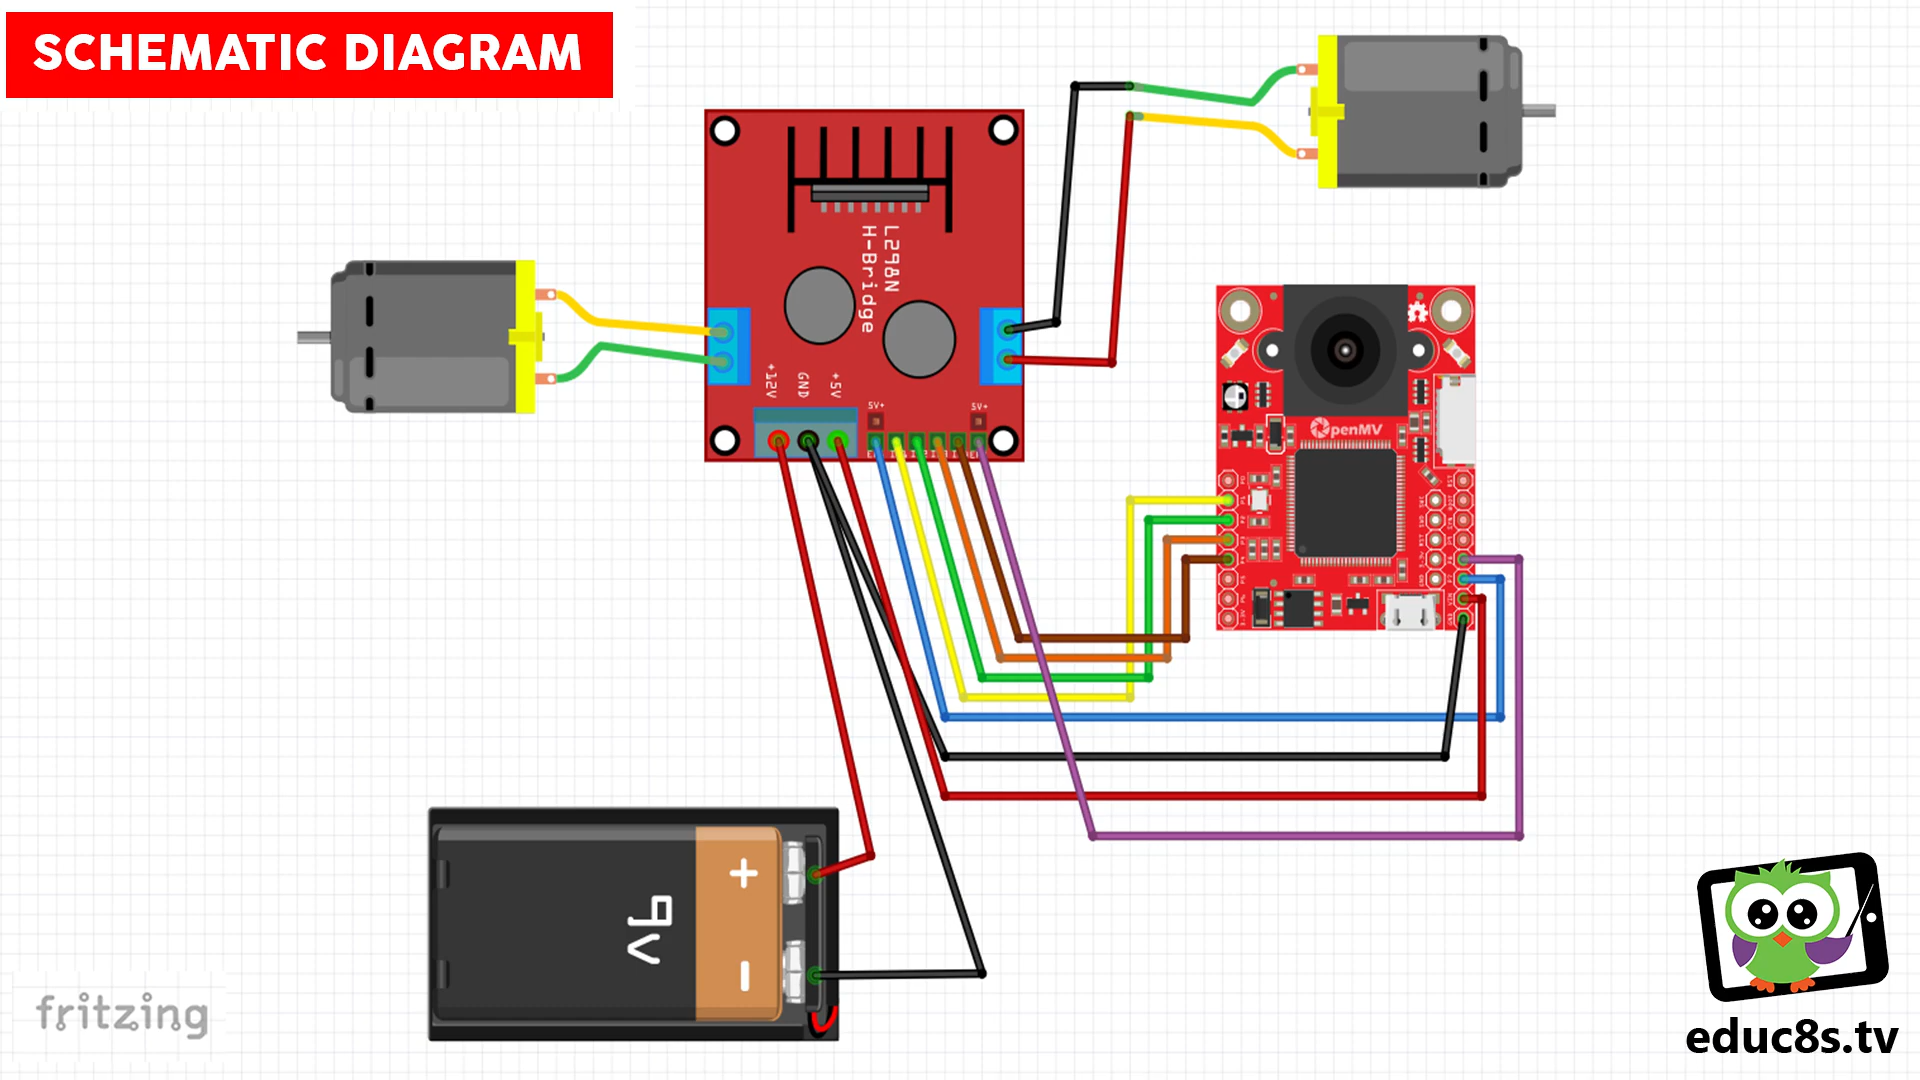 SCHEMATIC DIAGRAM
L298N
H-Bridge
+12V
GND
+5V
5V+
5V+
OpenMV
+
9V
-
fritzing
educ8s.tv